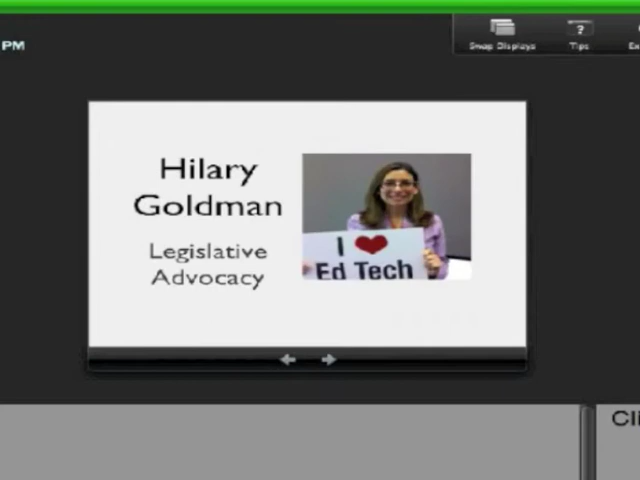 PM
Swap Displays
Tips
Hilary
Goldman
Legislative
Advocacy
I
Ed Tech
Cli